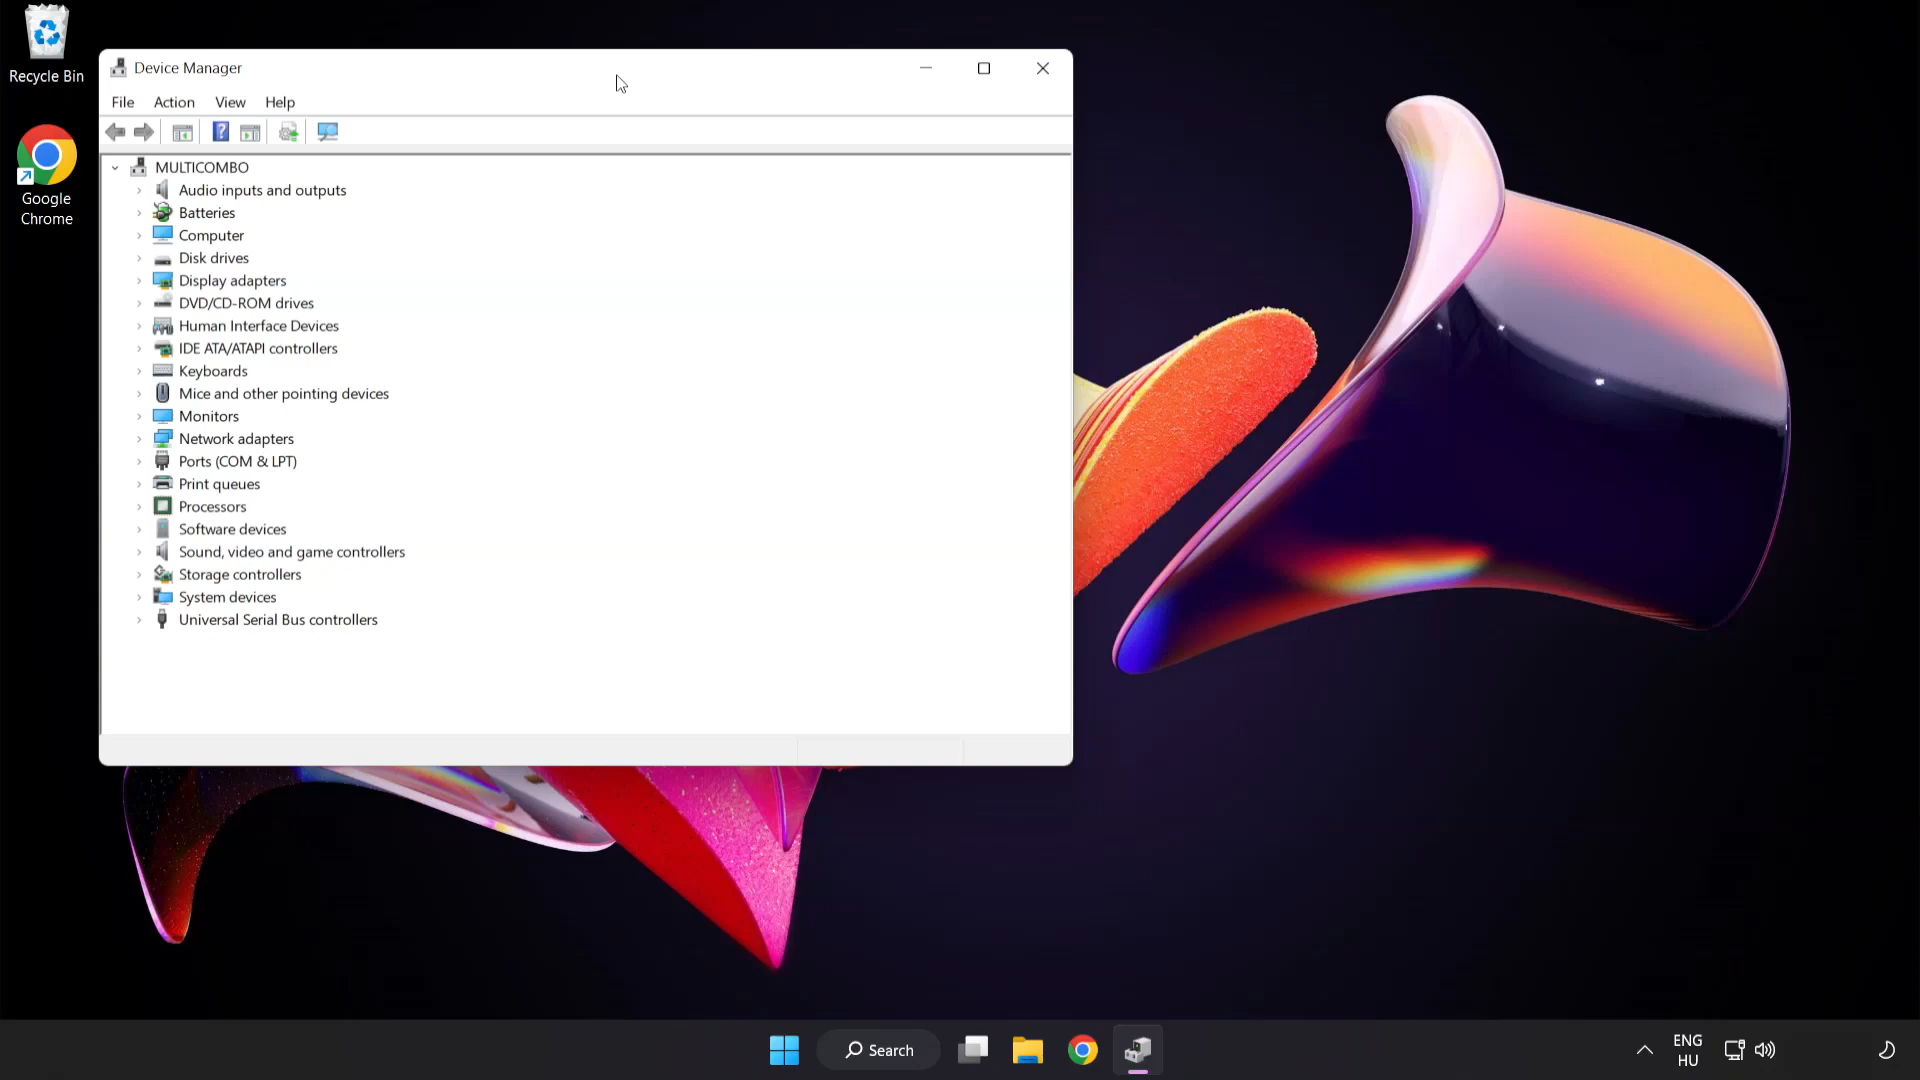 Recycle Bin
Google
Chrome
Device Manager
File Action View Help
MULTICOMBO
Audio inputs and outputs
Batteries
Computer
Disk drives
Display adapters
DVD/CD-ROM drives
Human Interface Devices
IDE ATA/ATAPI controllers
Keyboards
Mice and other pointing devices
Monitors
Network adapters
Ports (COM & LPT)
Print queues
Processors
Software devices
Sound, video and game controllers
Storage controllers
System devices
Universal Serial Bus controllers
Search
ENG
HU